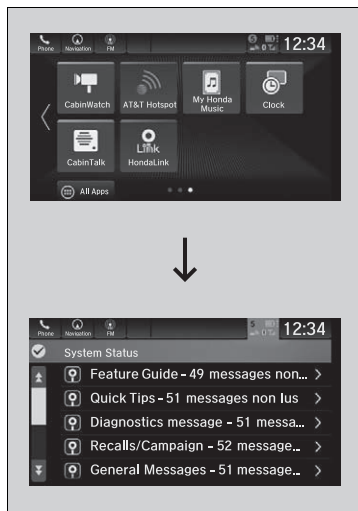 Phone Navigation FM 12:34
CabinWatch AT&T Hotspot My Honda Music Clock
CabinTalk Link HondaLink
All Apps
Phone Navigation FM 12:34
System Status
Feature Guide – 49 messages non...
Quick Tips – 51 messages non lus
Diagnostics message – 51 messa...
Recalls/Campaign – 52 message...
General Messages – 51 message...